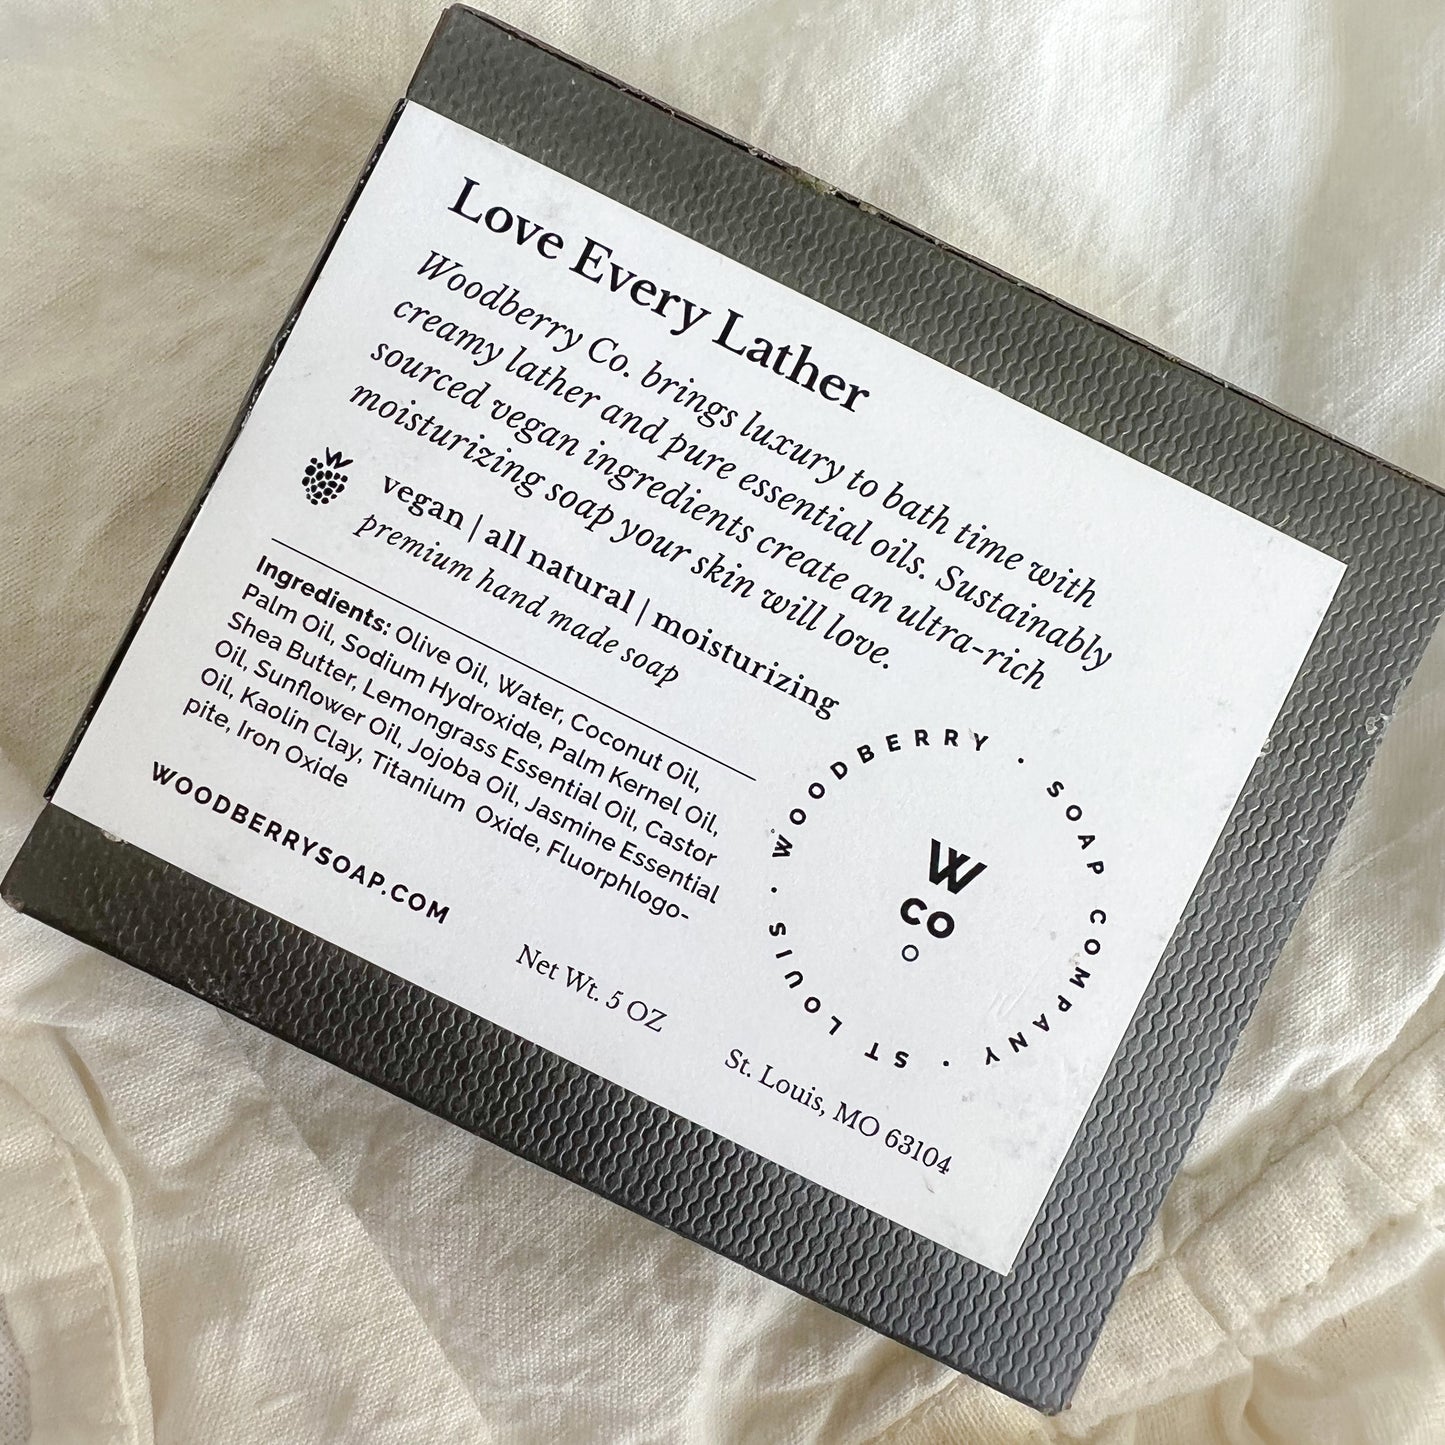 Love Every Lather
Woodberry Co. brings luxury to bath time with
creamy lather and pure essential oils. Sustainably
sourced vegan ingredients create an ultra-rich
moisturizing soap your skin will love.
vegan | all natural | moisturizing
premium hand made soap
Ingredients: Olive Oil, Water, Coconut Oil,
Palm Oil, Sodium Hydroxide, Palm Kernel Oil,
Shea Butter, Lemongrass Essential Oil, Castor
Oil, Sunflower Oil, Jojoba Oil, Jasmine Essential
Oil, Kaolin Clay, Titanium Oxide, Fluorphlogo-
pite, Iron Oxide
WOODBERRYSOAP.COM
Net Wt. 5 OZ
St. Louis, MO 63104
WOODBERRY · SOAP COMPANY · ST LOUIS ·
W
CO